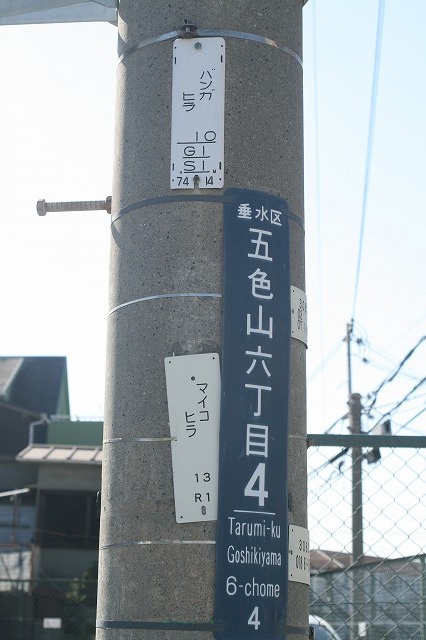 バンガ
ヒラ
10
G1
S1
74 14
M
垂水区
五色山六丁目
4
Tarumi-ku
Goshikiyama
6-chome
4
マイコ
ヒラ
13
R1